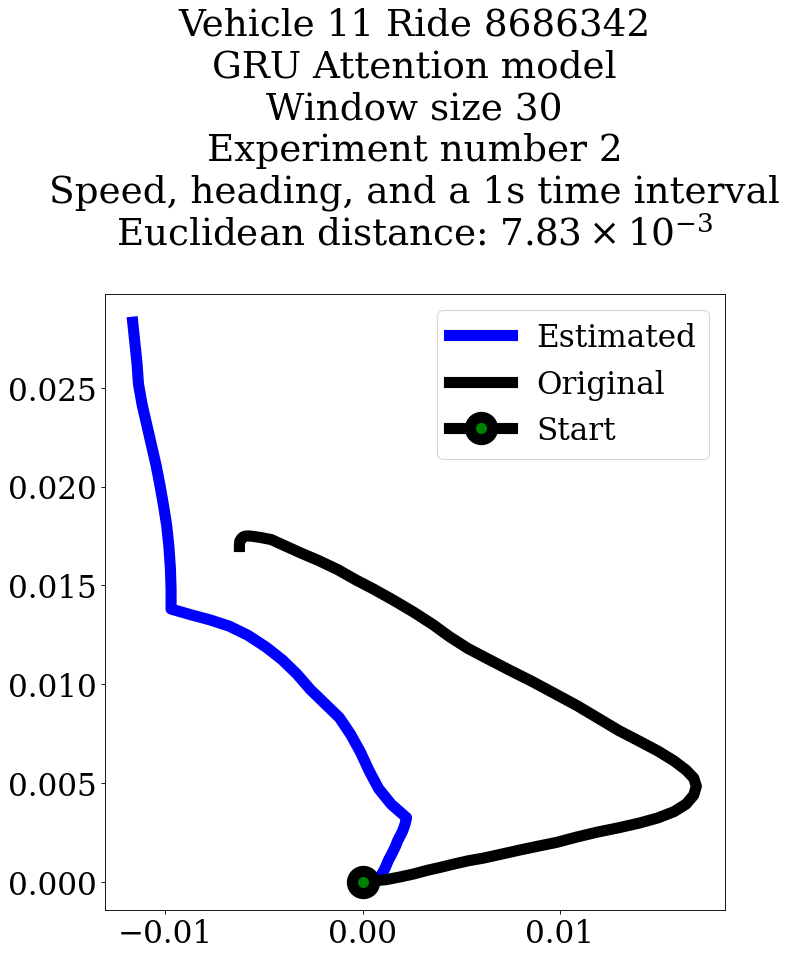 Vehicle 11 Ride 8686342
GRU Attention model
Window size 30
Experiment number 2
Speed, heading, and a 1s time interval
Euclidean distance: 7.83 × 10⁻³
Estimated
Original
Start
0.025
0.020
0.015
0.010
0.005
0.000
−0.01 0.00 0.01